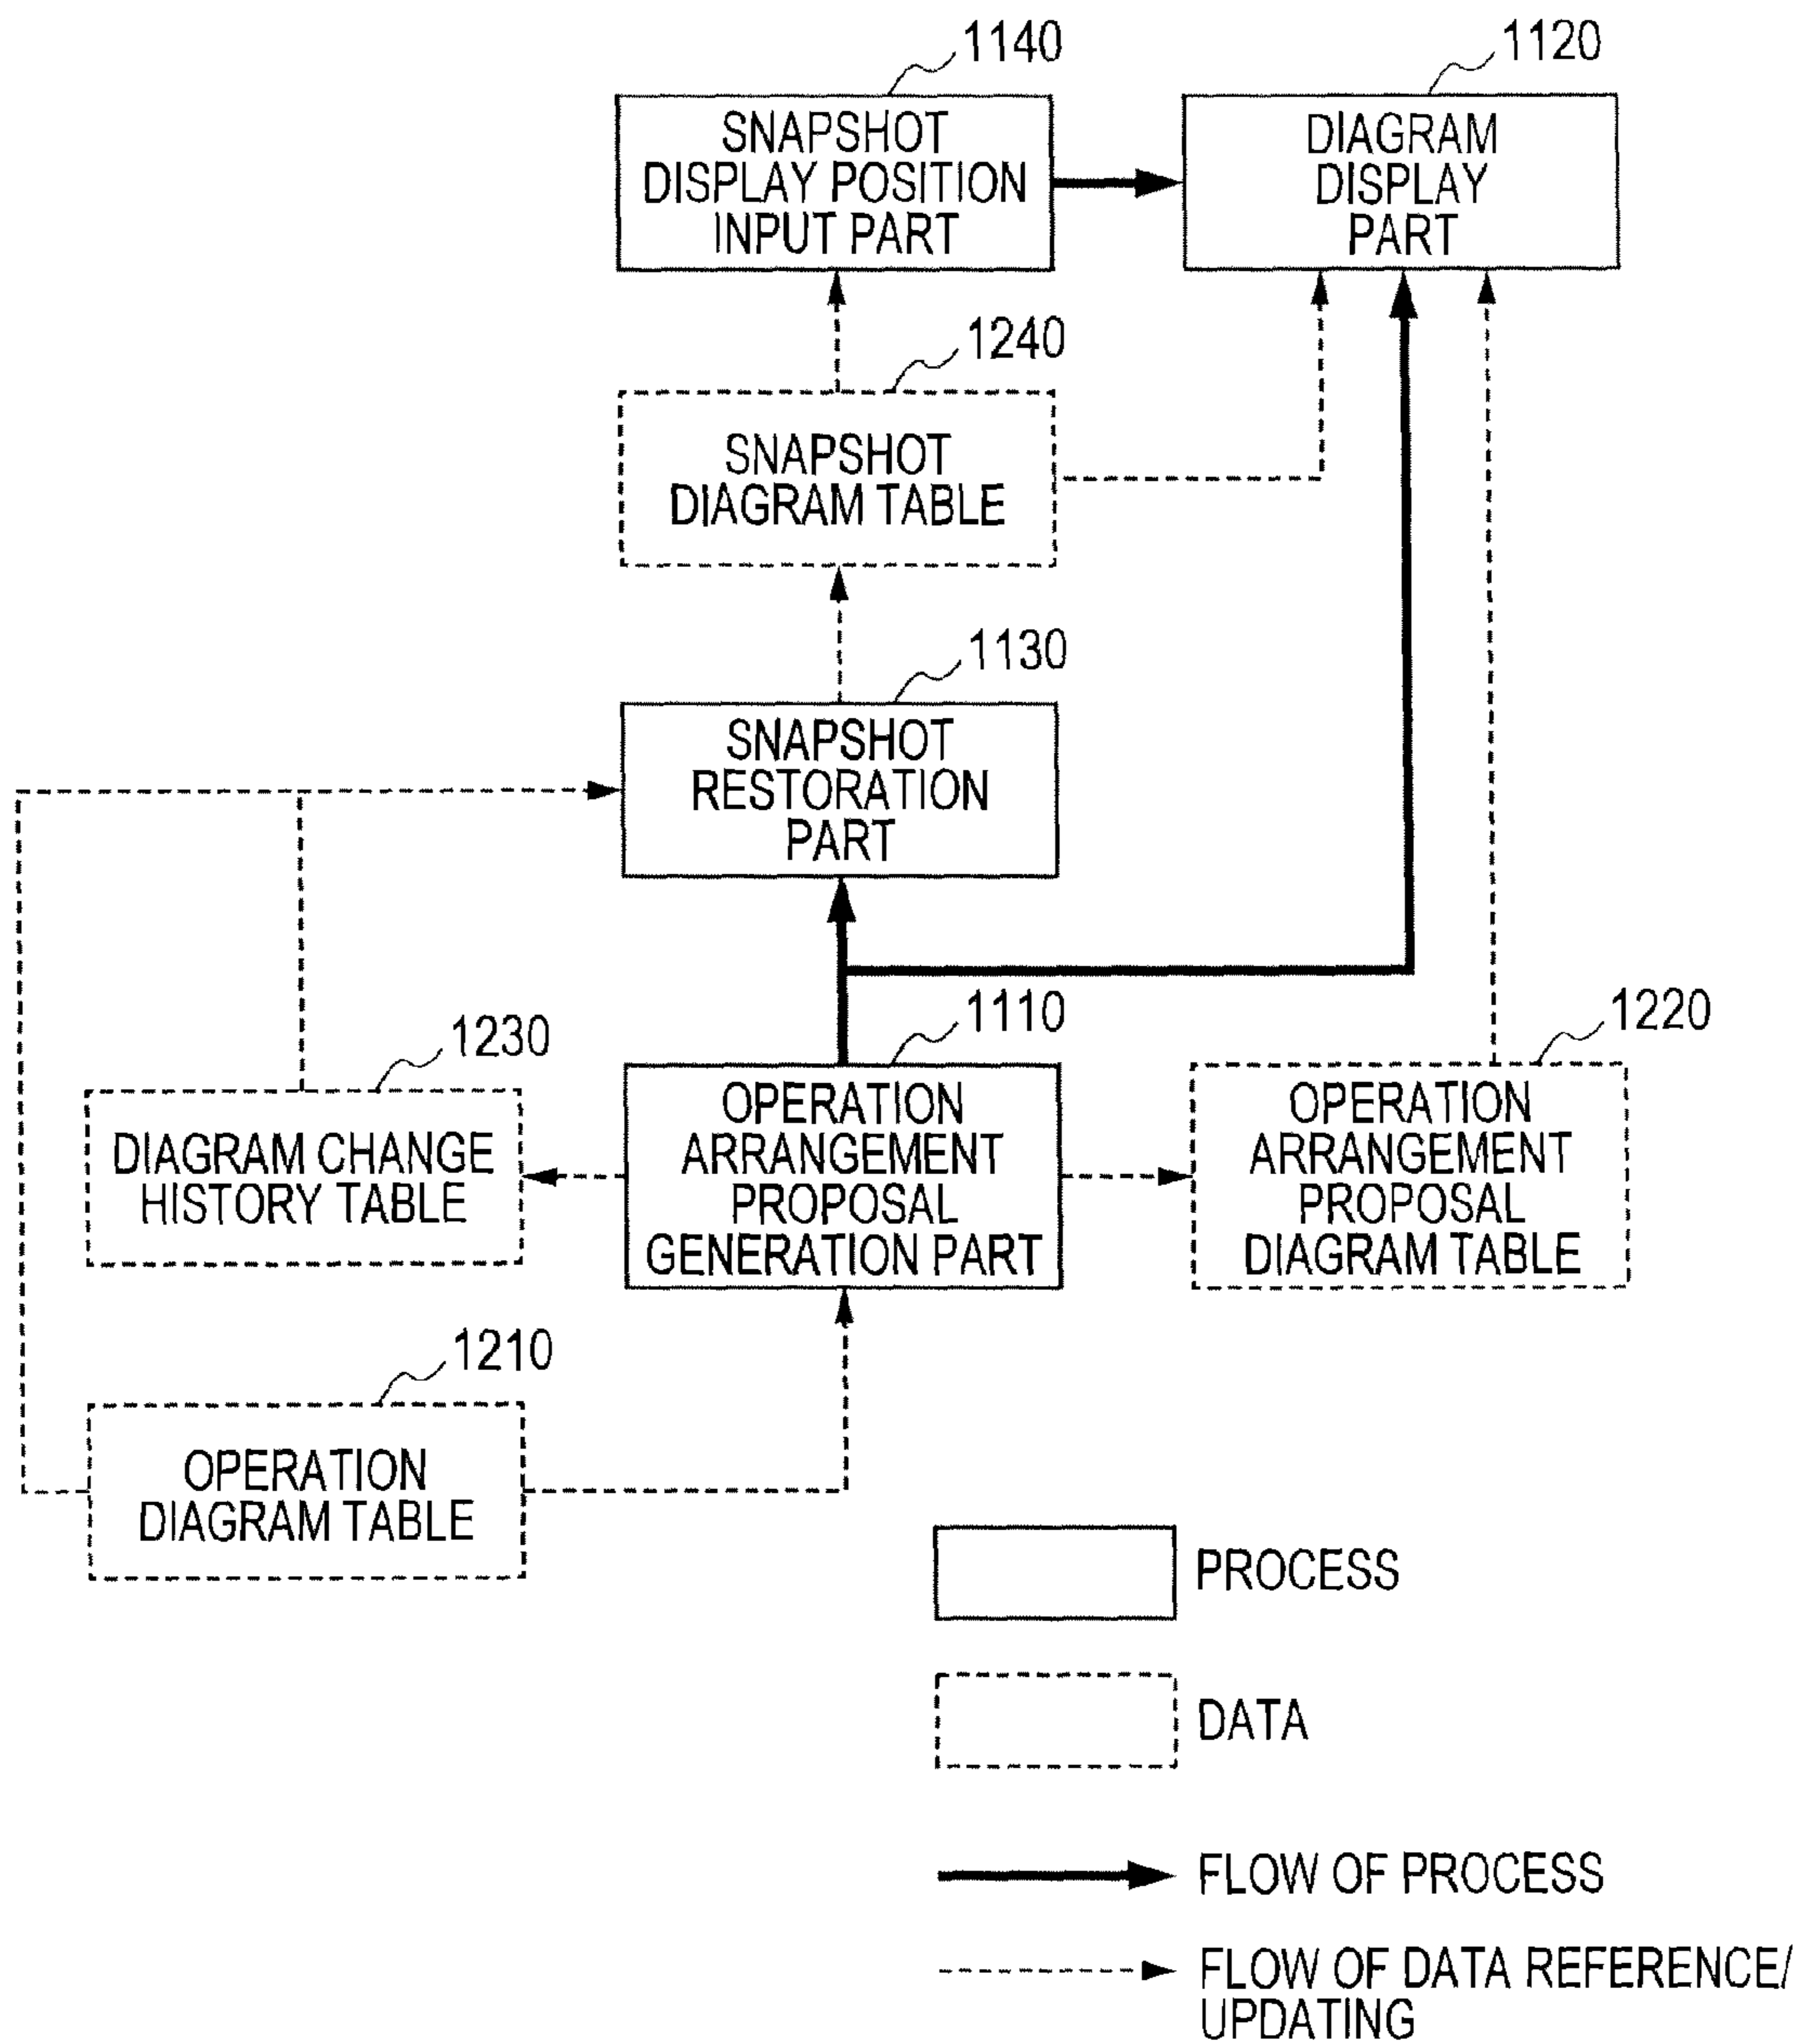 1140
1120
SNAPSHOT
DISPLAY POSITION
INPUT PART
DIAGRAM
DISPLAY
PART
1240
SNAPSHOT
DIAGRAM TABLE
1130
SNAPSHOT
RESTORATION
PART
1110
1220
1230
OPERATION
ARRANGEMENT
PROPOSAL
GENERATION PART
OPERATION
ARRANGEMENT
PROPOSAL
DIAGRAM TABLE
DIAGRAM CHANGE
HISTORY TABLE
1210
OPERATION
DIAGRAM TABLE
PROCESS
DATA
FLOW OF PROCESS
FLOW OF DATA REFERENCE/
UPDATING